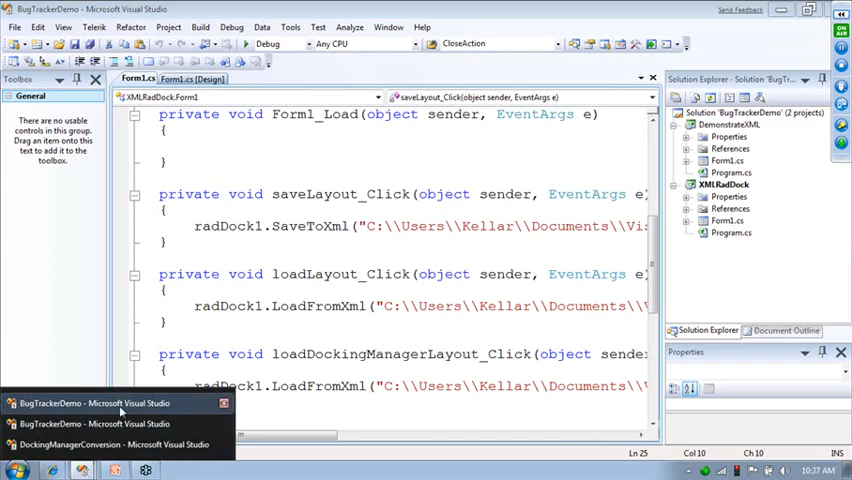 BugTrackerDemo - Microsoft Visual Studio
Send Feedback
File Edit View Telerik Refactor Project Build Debug Data Tools Test Analyze Window Help
Debug Any CPU CloseAction
Toolbox
General
There are no usable
controls in this group.
Drag an item onto this
text to add it to the
toolbox.
Form1.cs Form1.cs [Design]
XMLRadDock.Form1 saveLayout_Click(object sender, EventArgs e)
private void Form1_Load(object sender, EventArgs e)
{
}
private void saveLayout_Click(object sender, EventArgs e)
{
radDock1.SaveToXml("C:\\Users\\Kellar\\Documents\\Vis
}
private void loadLayout_Click(object sender, EventArgs e)
{
radDock1.LoadFromXml("C:\\Users\\Kellar\\Documents\\V
}
private void loadDockingManagerLayout_Click(object sender
{
radDock1.LoadFromXml("C:\\Users\\Kellar\\Documents\\V
Solution Explorer - Solution 'BugTr...
Solution 'BugTrackerDemo' (2 projects)
DemonstrateXML
Properties
References
Form1.cs
Program.cs
XMLRadDock
Properties
References
Form1.cs
Program.cs
Solution Explorer Document Outline
Properties
ON
AIR
BugTrackerDemo - Microsoft Visual Studio
BugTrackerDemo - Microsoft Visual Studio
DockingManagerConversion - Microsoft Visual Studio
Ln 25 Col 10 Ch 10 INS
10:37 AM